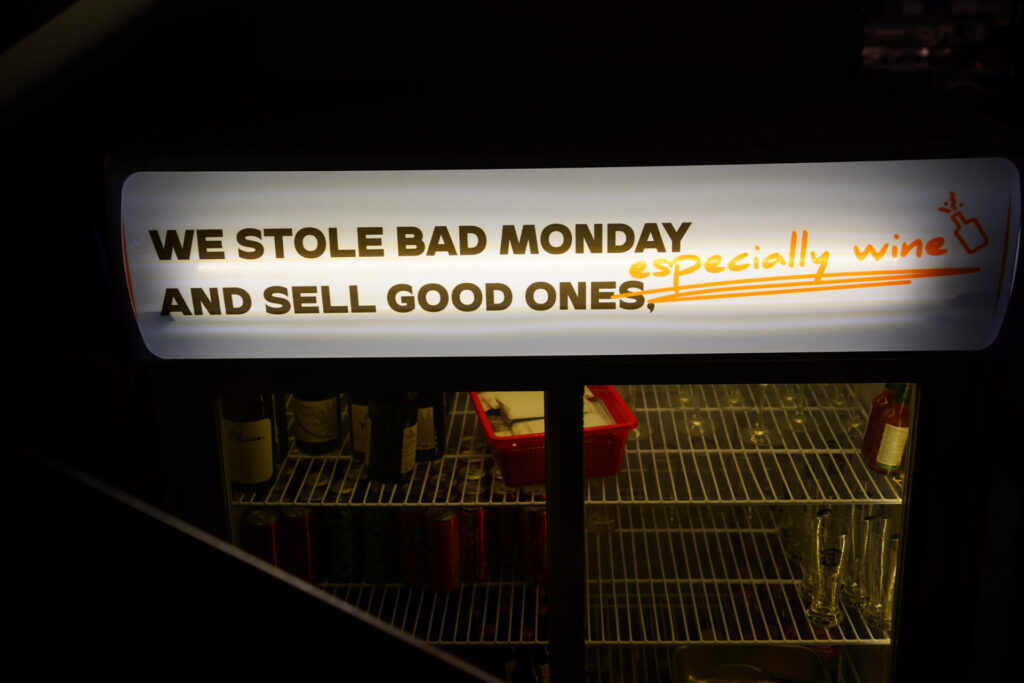 WE STOLE BAD MONDAY
AND SELL GOOD ONES,
especially wine